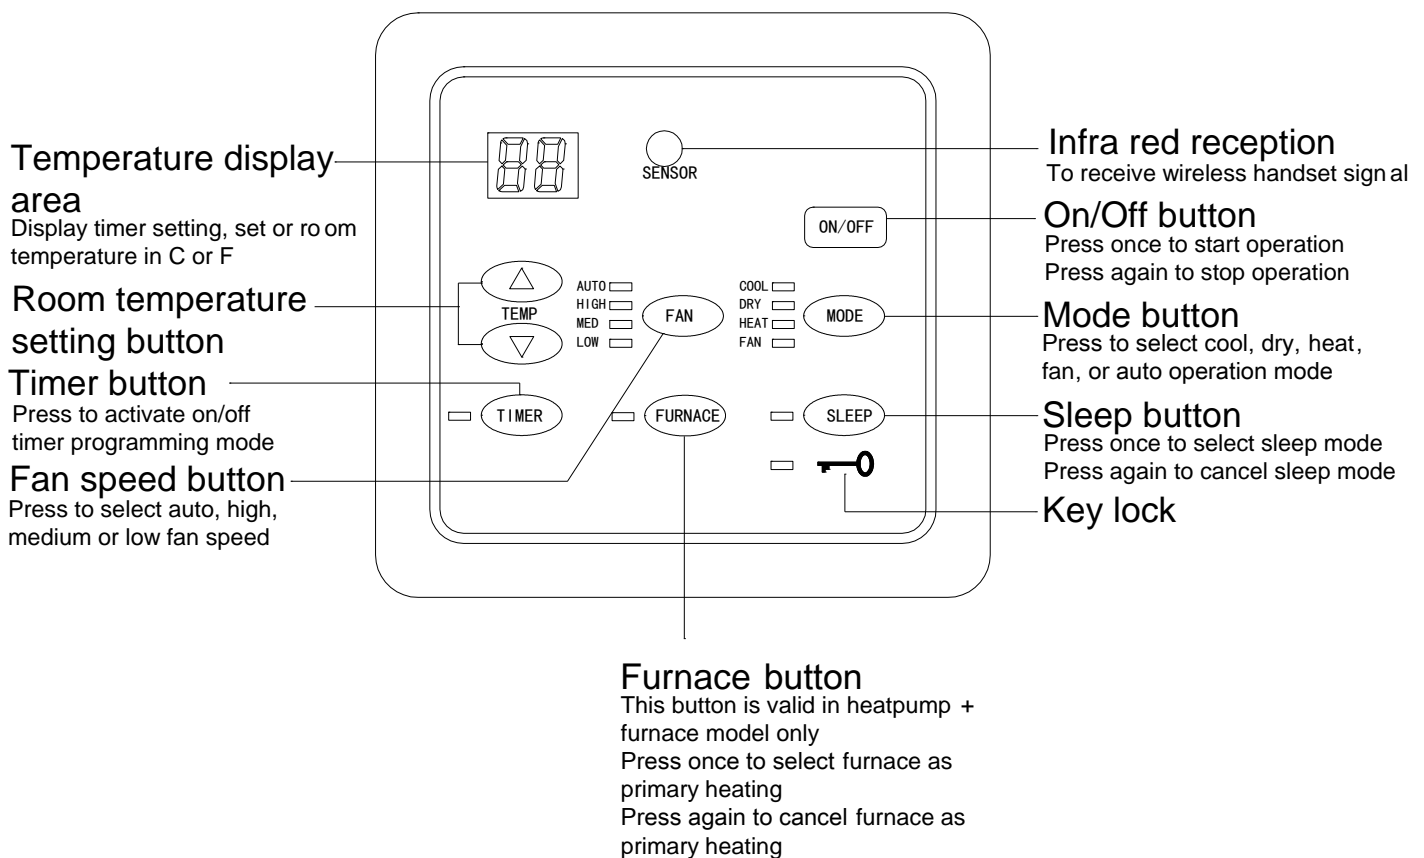 Temperature display
area
Display timer setting, set or ro om
temperature in C or F
Room temperature
setting button
Timer button
Press to activate on/off
timer programming mode
Fan speed button
Press to select auto, high,
medium or low fan speed
88
SENSOR
ON/OFF
TEMP
AUTO
HIGH
MED
LOW
FAN
COOL
DRY
HEAT
FAN
MODE
TIMER
FURNACE
SLEEP
Infra red reception
To receive wireless handset sign al
On/Off button
Press once to start operation
Press again to stop operation
Mode button
Press to select cool, dry, heat,
fan, or auto operation mode
Sleep button
Press once to select sleep mode
Press again to cancel sleep mode
Key lock
Furnace button
This button is valid in heatpump +
furnace model only
Press once to select furnace as
primary heating
Press again to cancel furnace as
primary heating